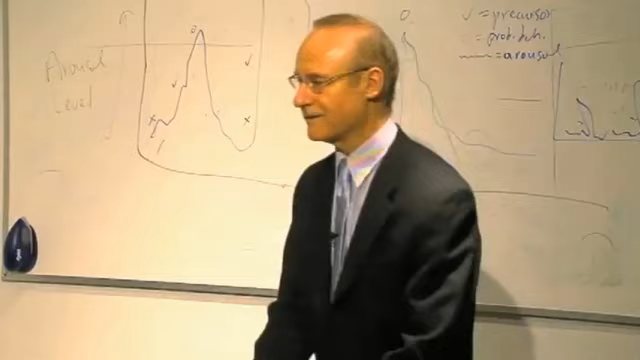 Arousal
Level
✓ = precursor
= prob. beh.
= arousal